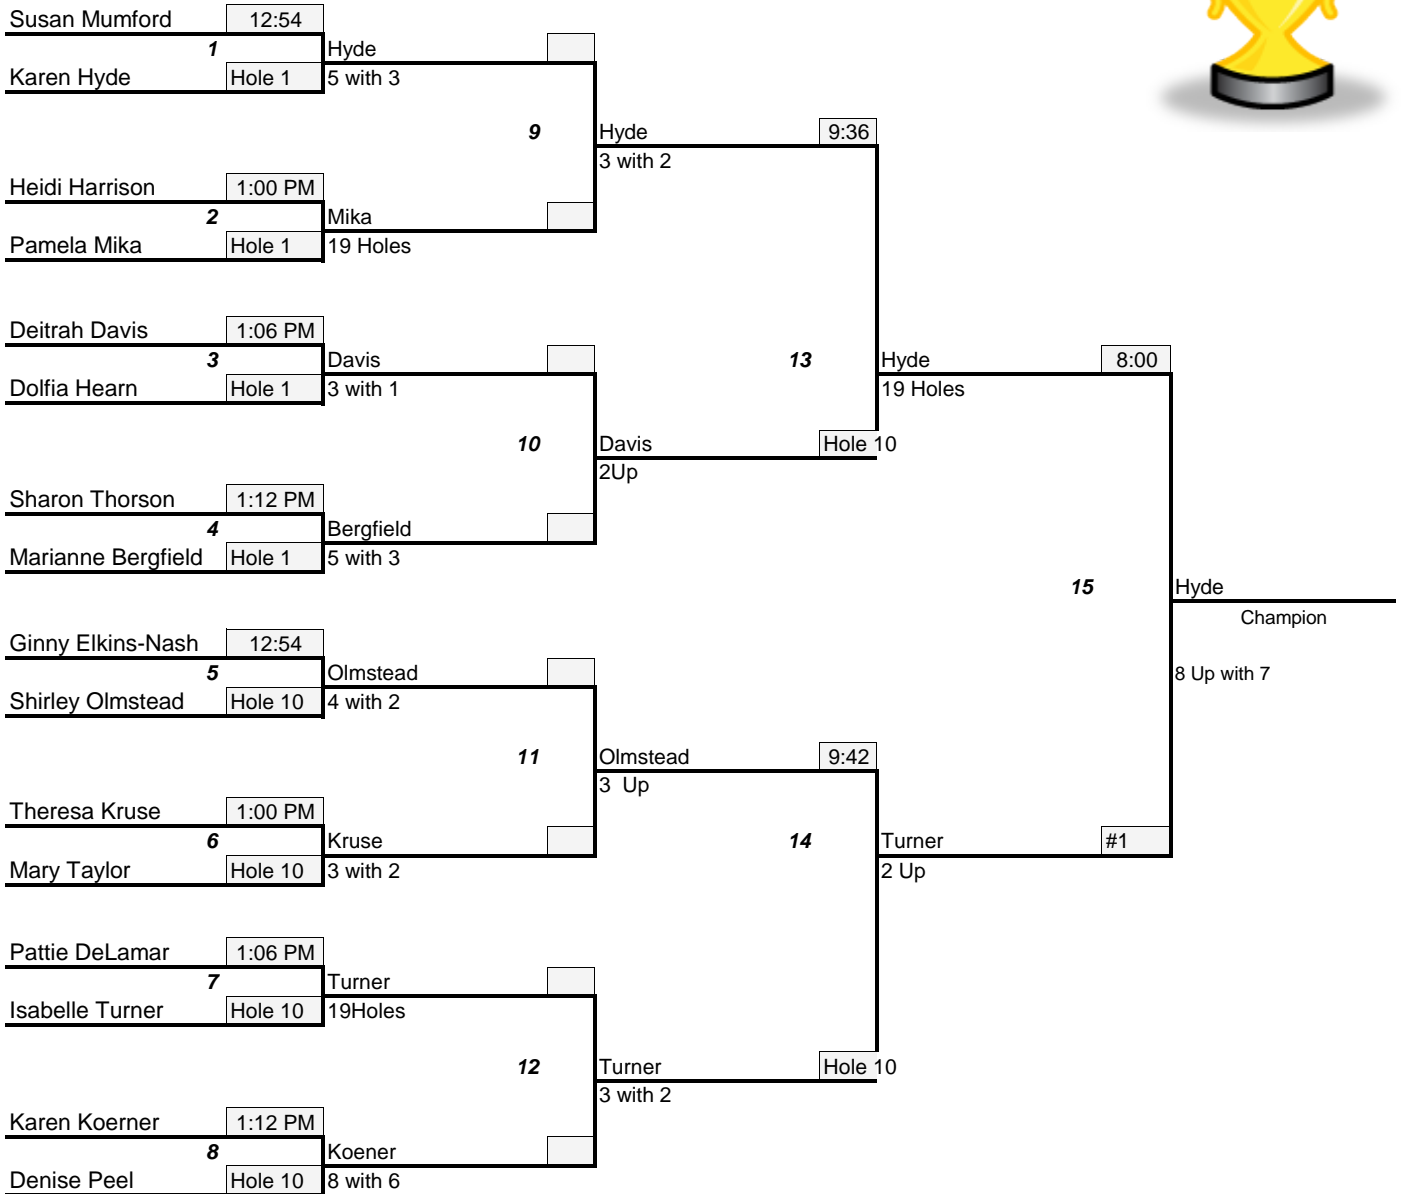 Susan Mumford 12:54
1 Hyde
Karen Hyde Hole 1 5 with 3
9 Hyde 9:36
3 with 2
Heidi Harrison 1:00 PM
2 Mika
Pamela Mika Hole 1 19 Holes
Deitrah Davis 1:06 PM
3 Davis 13 Hyde 8:00
Dolfia Hearn Hole 1 3 with 1 19 Holes
10 Davis Hole 10
2Up
Sharon Thorson 1:12 PM
4 Bergfield
Marianne Bergfield Hole 1 5 with 3
15 Hyde
Champion
Ginny Elkins-Nash 12:54
5 Olmstead 8 Up with 7
Shirley Olmstead Hole 10 4 with 2
11 Olmstead 9:42
3 Up
Theresa Kruse 1:00 PM
6 Kruse 14 Turner #1
Mary Taylor Hole 10 3 with 2 2 Up
Pattie DeLamar 1:06 PM
7 Turner
Isabelle Turner Hole 10 19Holes
12 Turner Hole 10
3 with 2
Karen Koerner 1:12 PM
8 Koener
Denise Peel Hole 10 8 with 6